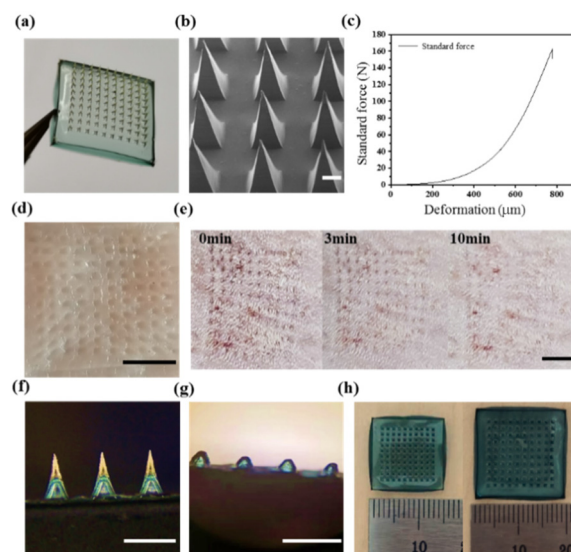 (a)
(b)
(c)
180
160
140
120
100
80
60
40
20
0
Standard force (N)
Standard force
0 200 400 600 800
Deformation (μm)
(d)
(e)
0min 3min 10min
(f)
(g)
(h)
10
10
20